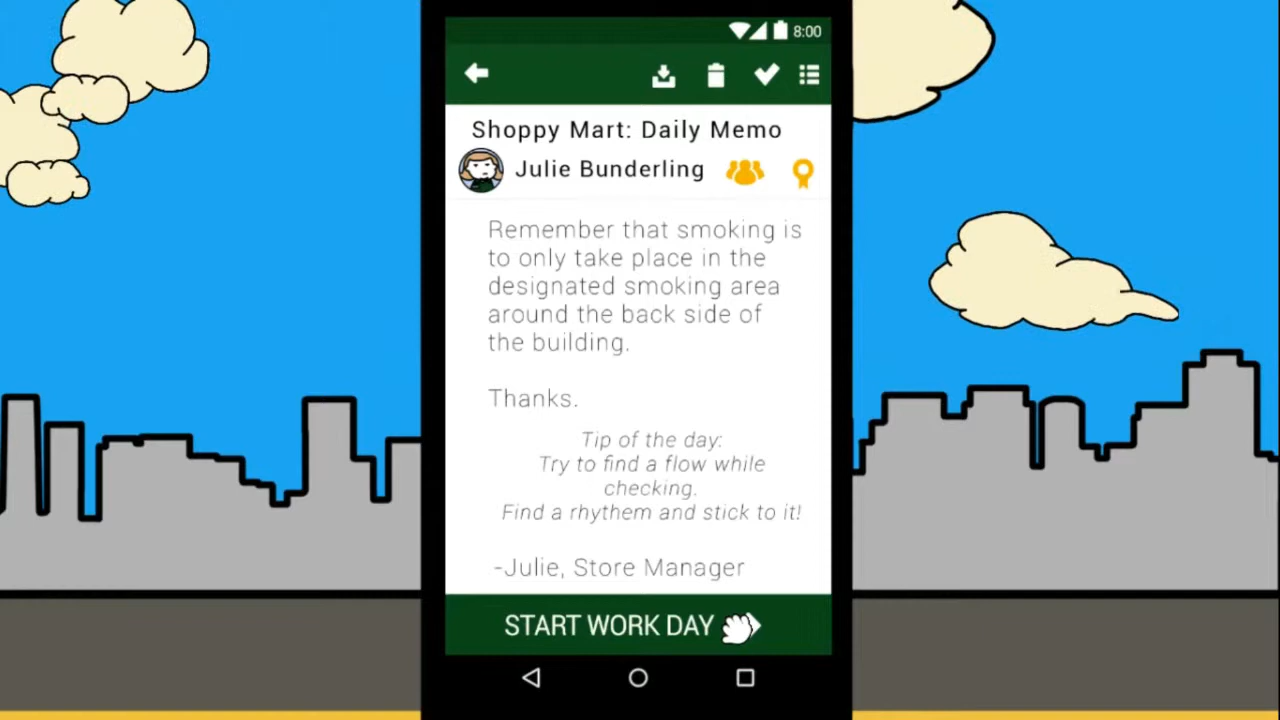 8:00
Shoppy Mart: Daily Memo
Julie Bunderling
Remember that smoking is
to only take place in the
designated smoking area
around the back side of
the building.
Thanks.
Tip of the day:
Try to find a flow while
checking.
Find a rhythem and stick to it!
-Julie, Store Manager
START WORK DAY